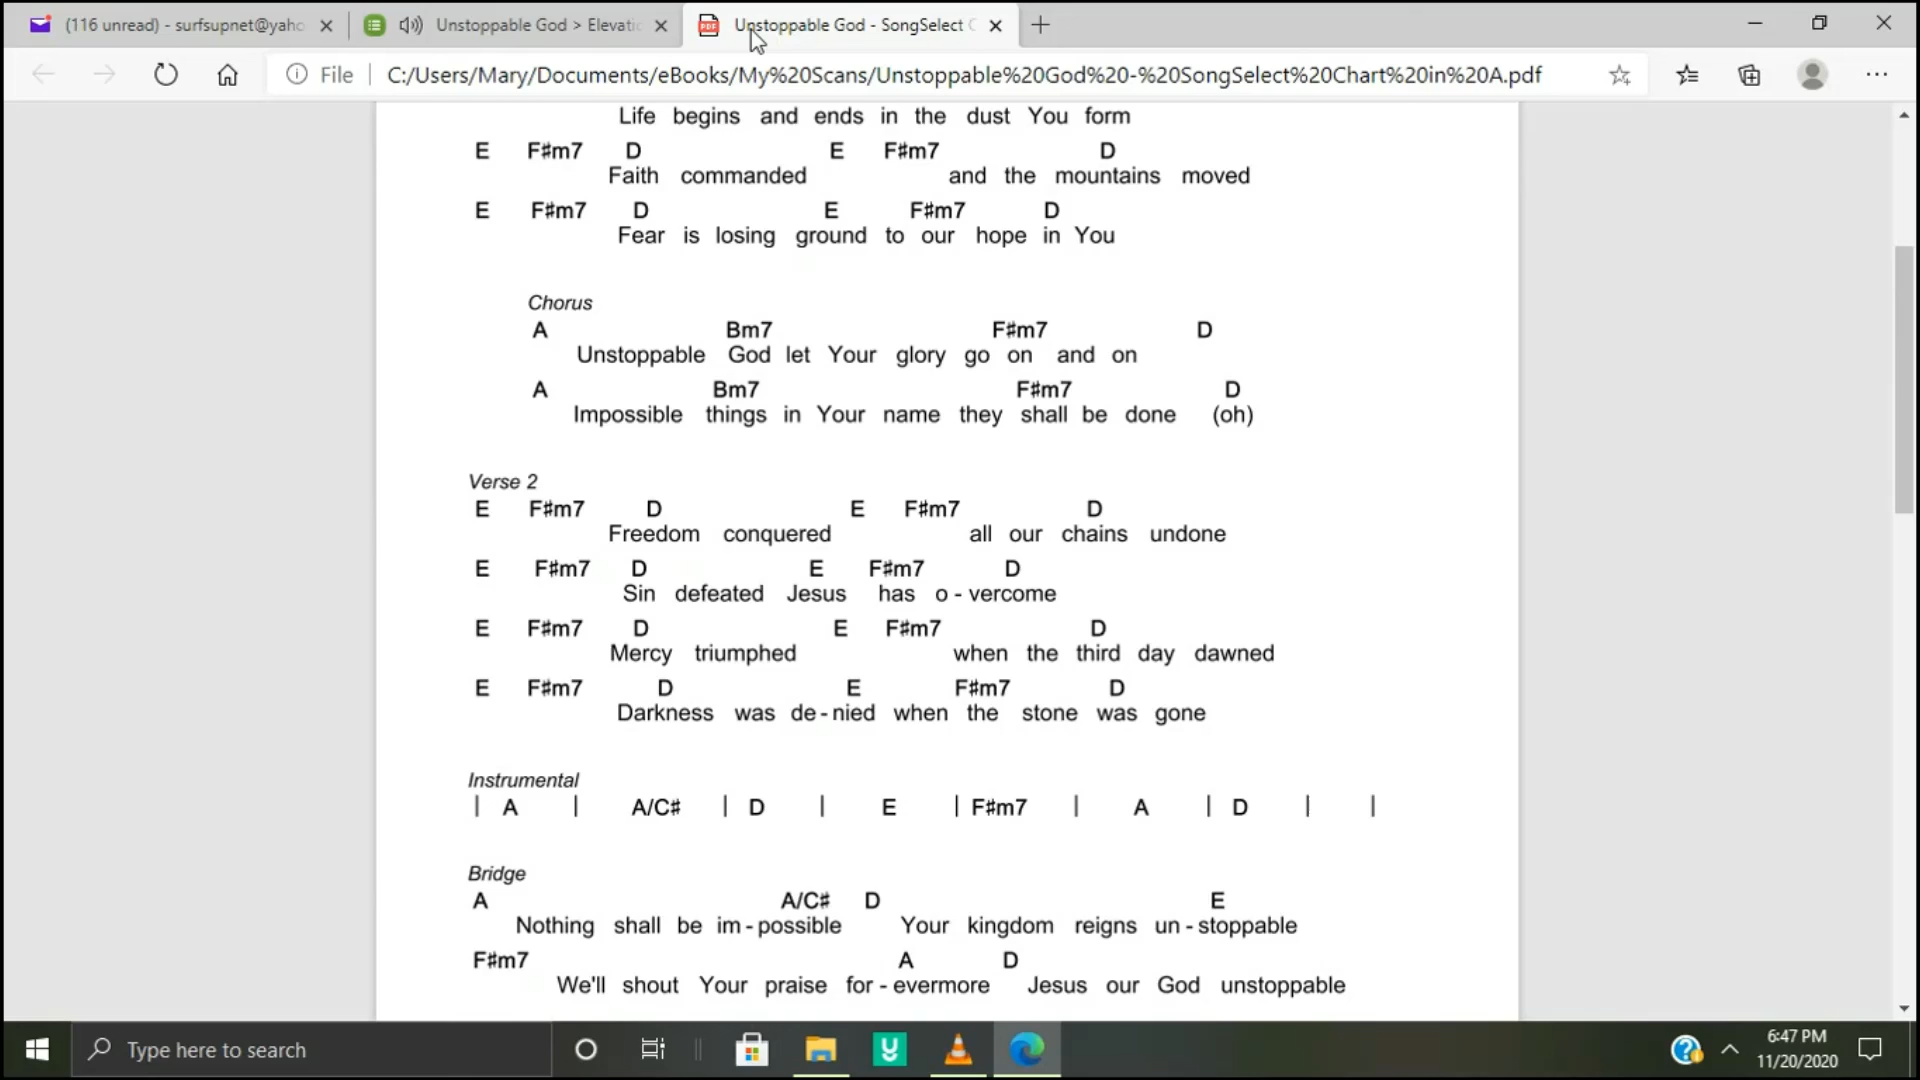 (116 unread) - surfsupnet@yaho
Unstoppable God > Elevatio
Unstoppable God - SongSelect C
File
C:/Users/Mary/Documents/eBooks/My%20Scans/Unstoppable%20God%20-%20SongSelect%20Chart%20in%20A.pdf
Life begins and ends in the dust You form
E F♯m7 D E F♯m7 D
Faith commanded and the mountains moved
E F♯m7 D E F♯m7 D
Fear is losing ground to our hope in You
Chorus
A Bm7 F♯m7 D
Unstoppable God let Your glory go on and on
A Bm7 F♯m7 D
Impossible things in Your name they shall be done (oh)
Verse 2
E F♯m7 D E F♯m7 D
Freedom conquered all our chains undone
E F♯m7 D E F♯m7 D
Sin defeated Jesus has o - vercome
E F♯m7 D E F♯m7 D
Mercy triumphed when the third day dawned
E F♯m7 D E F♯m7 D
Darkness was de - nied when the stone was gone
Instrumental
| A | A/C♯ | D | E | F♯m7 | A | D | |
Bridge
A A/C♯ D E
Nothing shall be im - possible Your kingdom reigns un - stoppable
F♯m7 A D
We'll shout Your praise for - evermore Jesus our God unstoppable
Type here to search
6:47 PM
11/20/2020